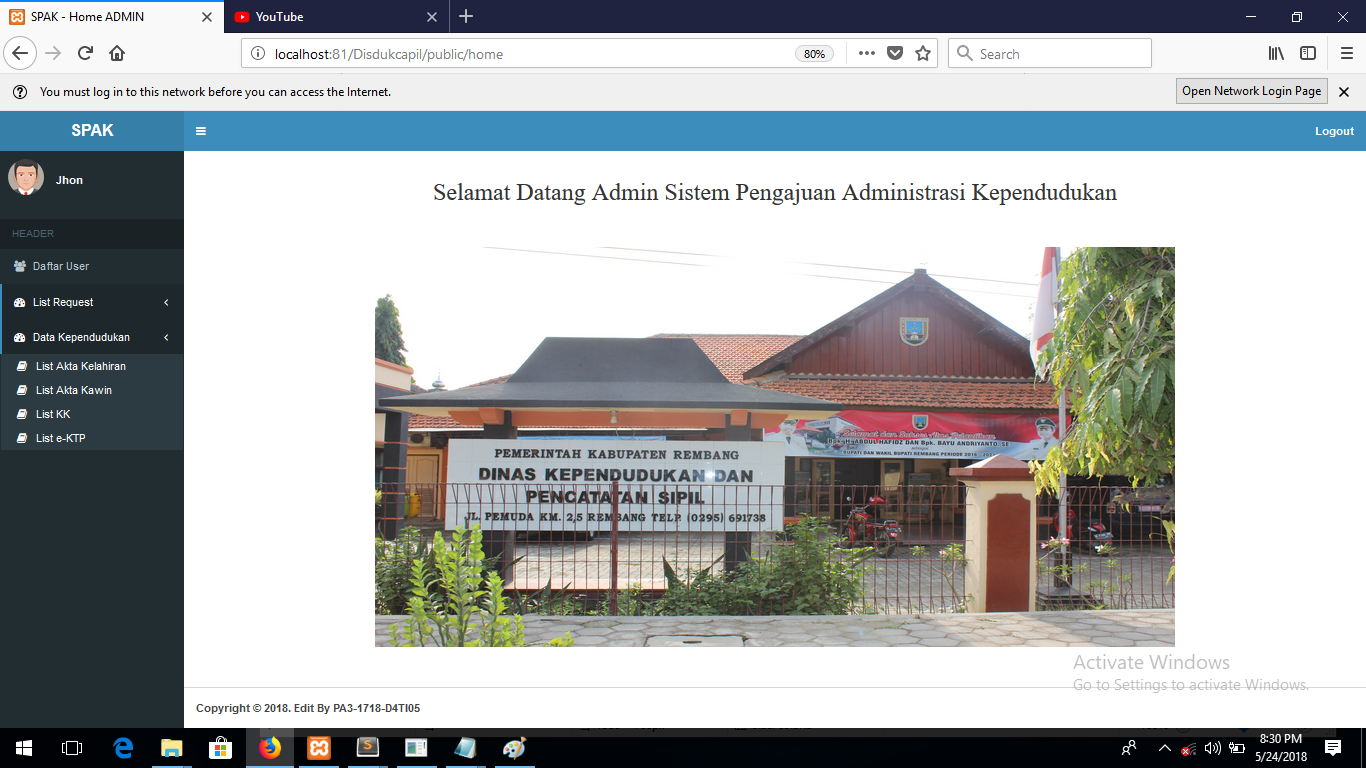 SPAK - Home ADMIN
YouTube
localhost:81/Disdukcapil/public/home
80%
Search
You must log in to this network before you can access the Internet.
Open Network Login Page
SPAK
Logout
Jhon
HEADER
Daftar User
List Request
Data Kependudukan
List Akta Kelahiran
List Akta Kawin
List KK
List e-KTP
Selamat Datang Admin Sistem Pengajuan Administrasi Kependudukan
Selamat dan Sukses Atas Pelantikan
Bpk. H. ABDUL HAFIDZ DAN Bpk. BAYU ANDRIYANTO, SE
BUPATI DAN WAKIL BUPATI REMBANG PERIODE 2016 -
PEMERINTAH KABUPATEN REMBANG
DINAS KEPENDUDUKAN DAN
PENCATATAN SIPIL
JL. PEMUDA KM. 2,5 REMBANG TELP. (0295) 691738
Activate Windows
Go to Settings to activate Windows.
Copyright © 2018. Edit By PA3-1718-D4TI05
8:30 PM
5/24/2018